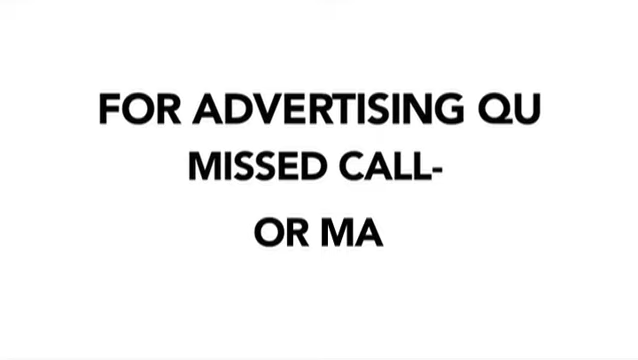 FOR ADVERTISING QU
MISSED CALL-
OR MA